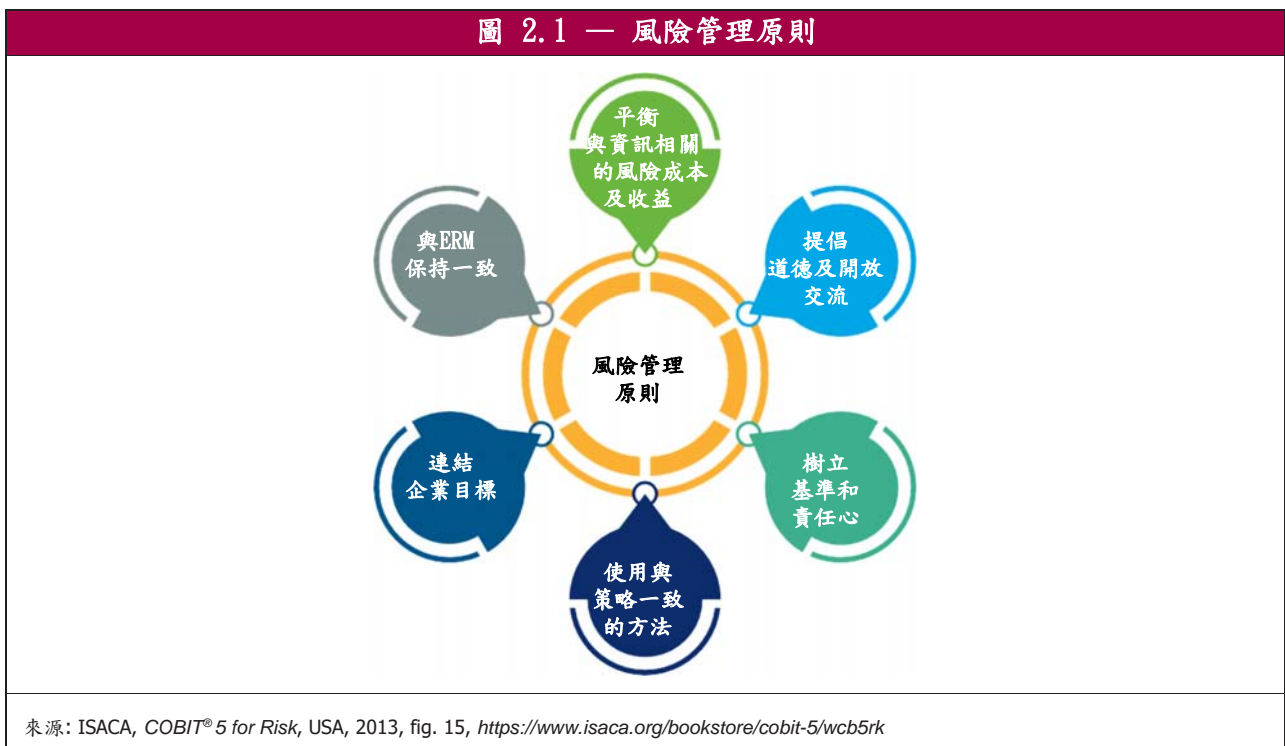 圖 2.1 — 風險管理原則
平衡
與資訊相關
的風險成本
及收益
與ERM
保持一致
提倡
道德及開放
交流
風險管理
原則
連結
企業目標
樹立
基準和
責任心
使用與
策略一致
的方法
來源: ISACA, COBIT® 5 for Risk, USA, 2013, fig. 15, https://www.isaca.org/bookstore/cobit-5/wcb5rk